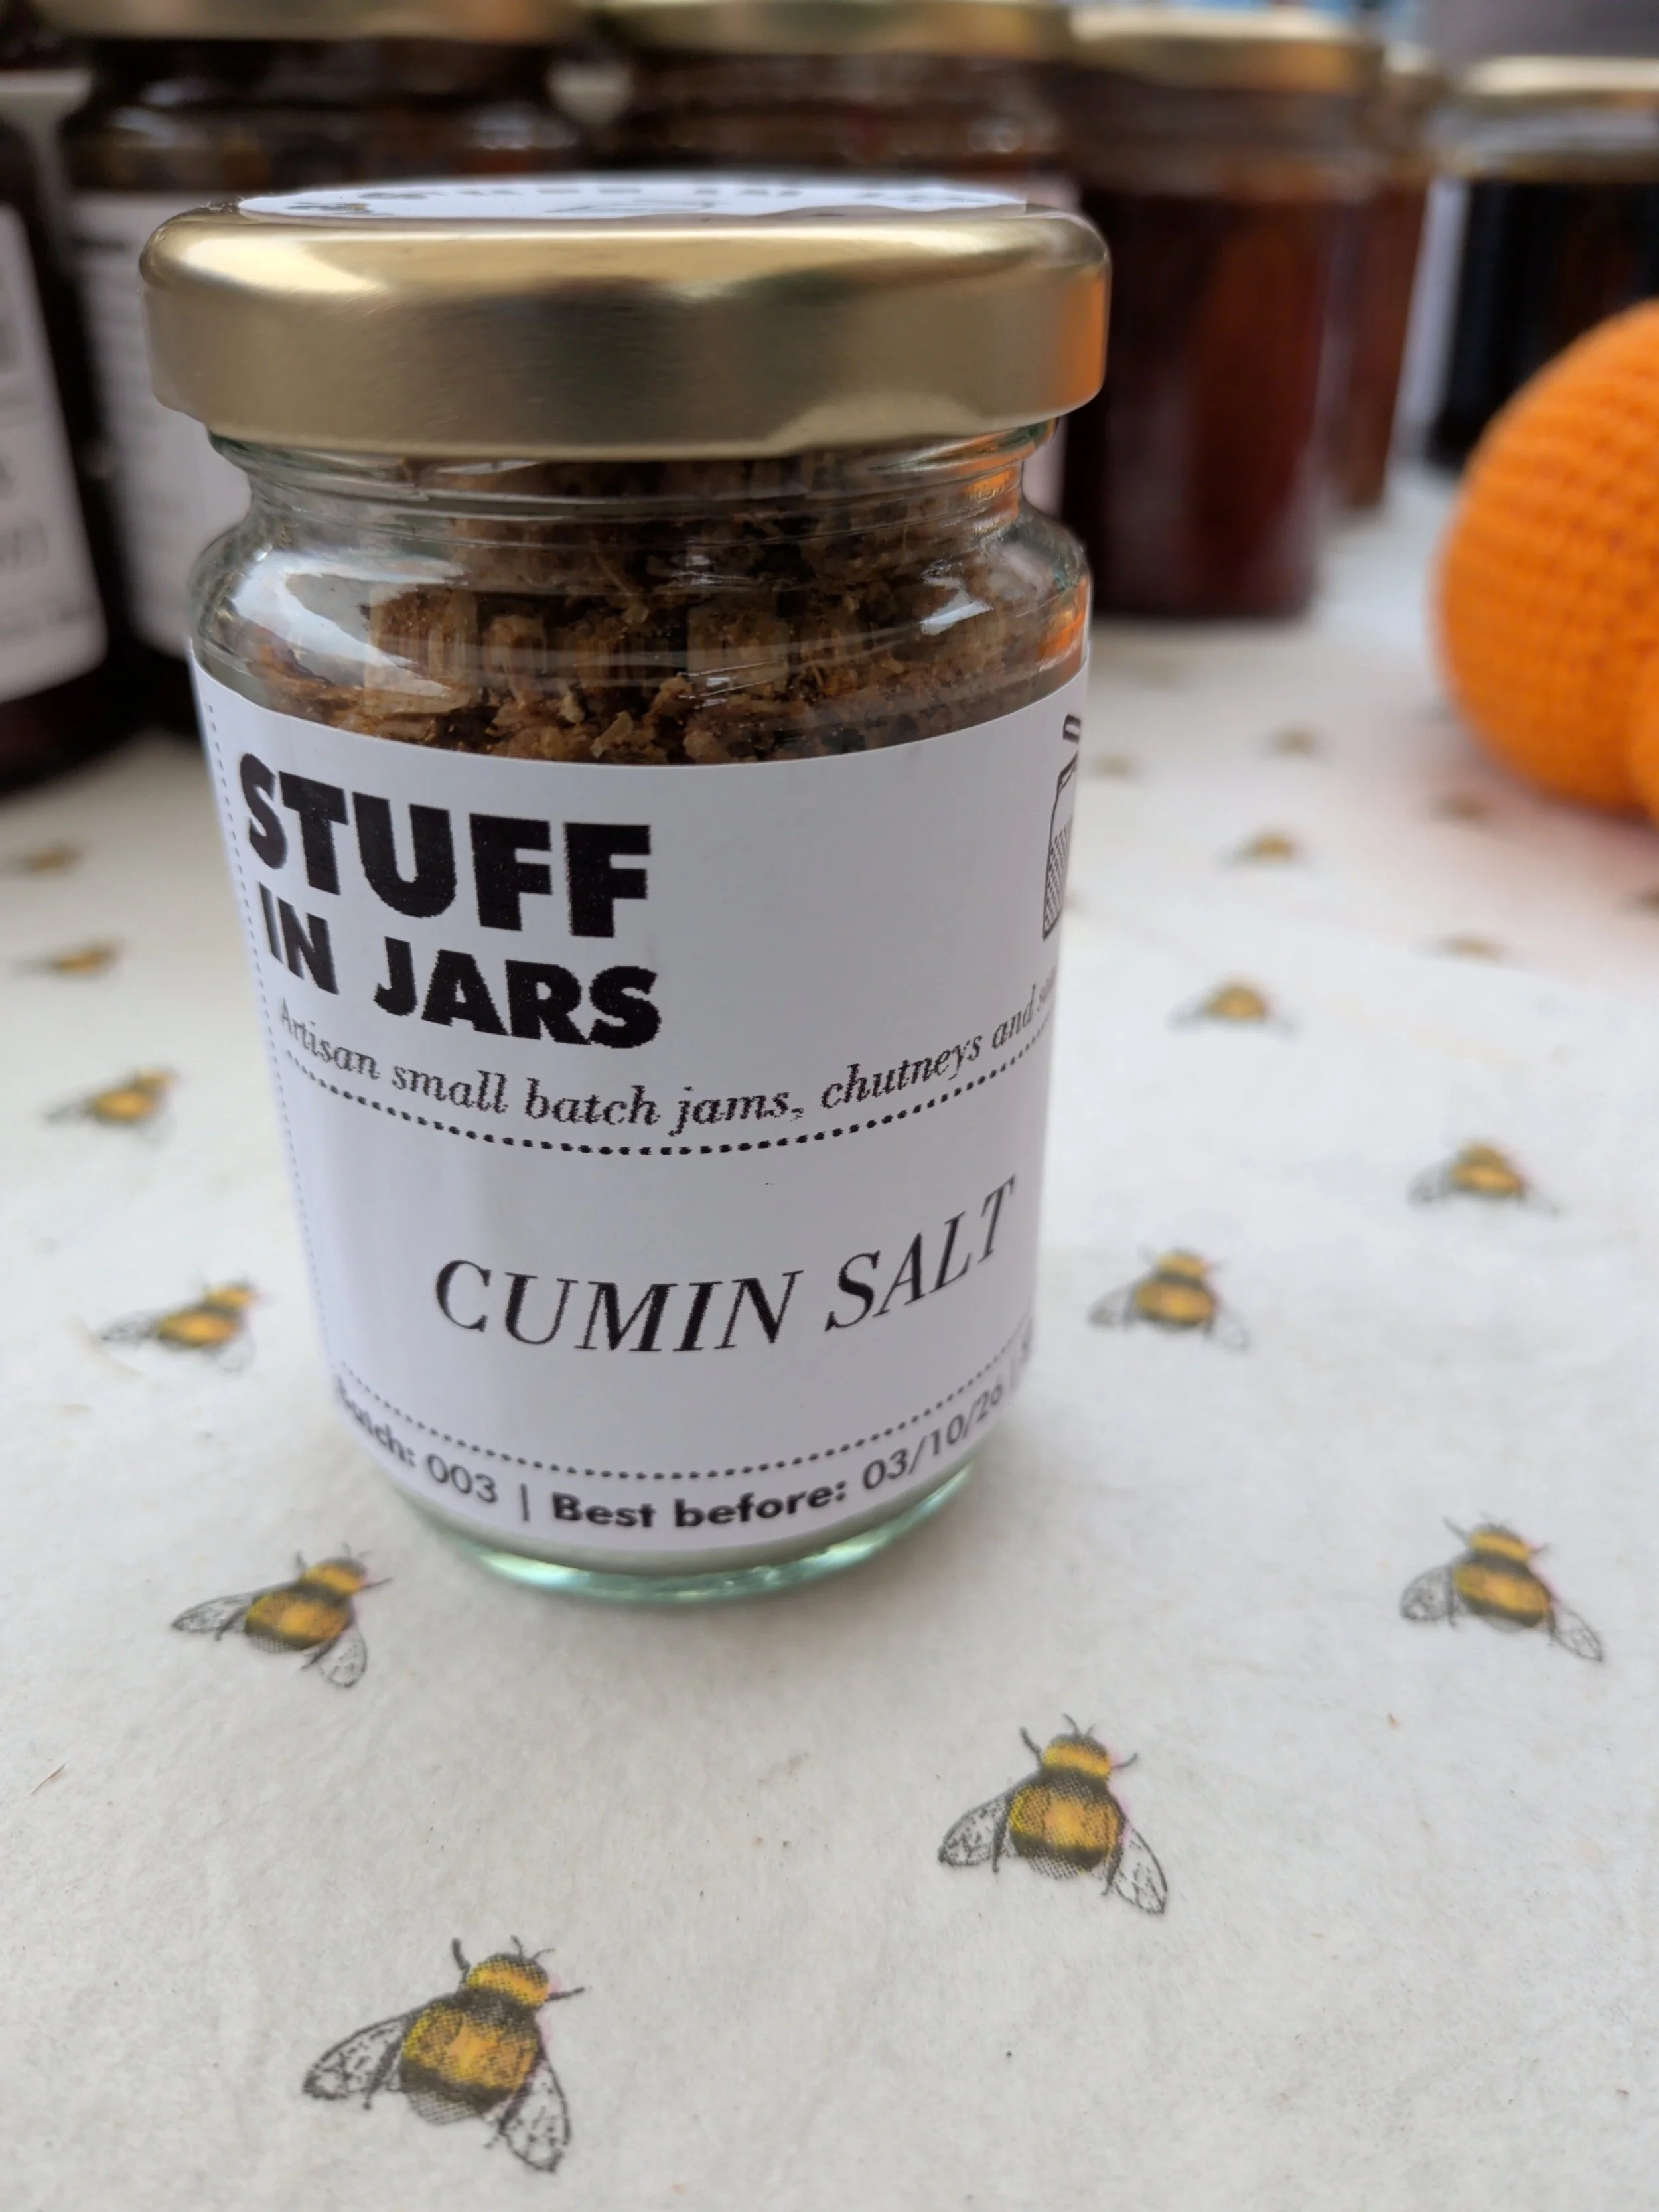 STUFF
IN JARS
Artisan small batch jams, chutneys and
CUMIN SALT
Batch: 003 | Best before: 03/10/26 |